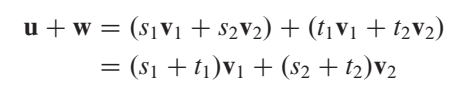 u + w = (s₁v₁ + s₂v₂) + (t₁v₁ + t₂v₂)
= (s₁ + t₁)v₁ + (s₂ + t₂)v₂